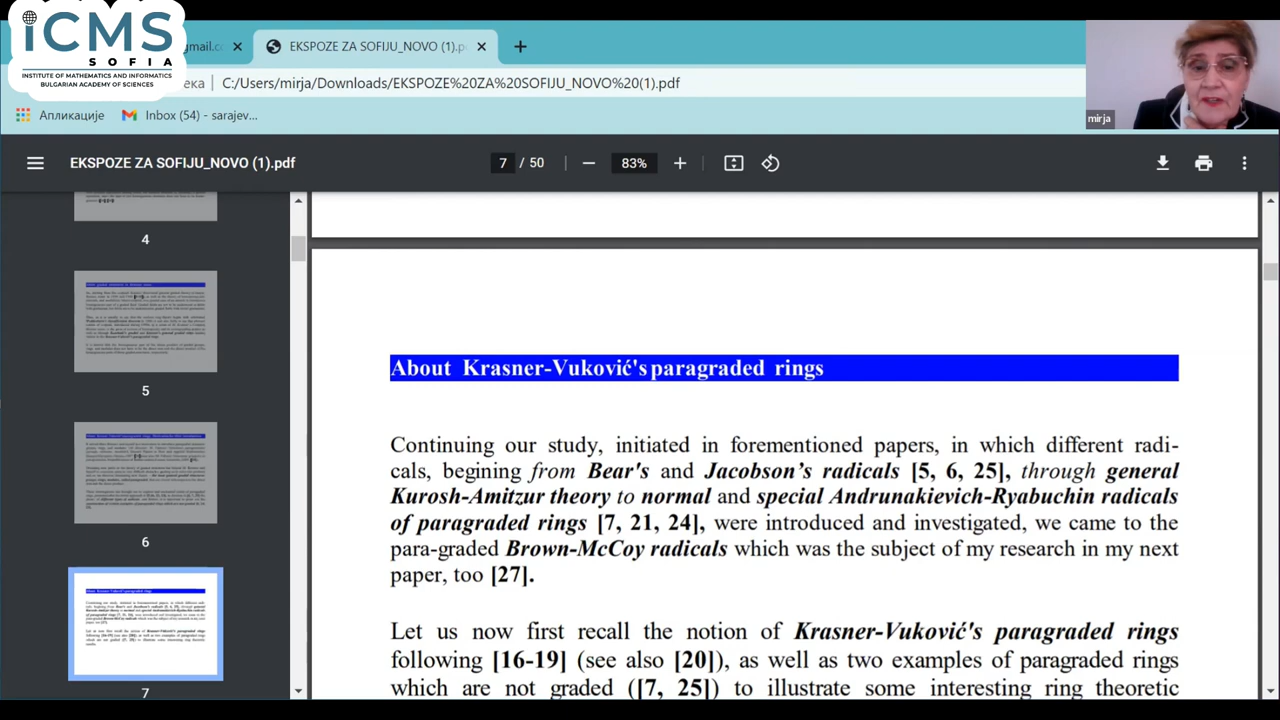 iCMS
SOFIA
INSTITUTE OF MATHEMATICS AND INFORMATICS
BULGARIAN ACADEMY OF SCIENCES
EKSPOZE ZA SOFIJU_NOVO (1).p
C:/Users/mirja/Downloads/EKSPOZE%20ZA%20SOFIJU_NOVO%20(1).pdf
Апликације
Inbox (54) - sarajev...
mirja
EKSPOZE ZA SOFIJU_NOVO (1).pdf
7 / 50
83%
4
5
6
7
About Krasner-Vuković's paragraded rings
Continuing our study, initiated in forementioned papers, in which different radi-
cals, begining from Bear's and Jacobson's radicals [5, 6, 25], through general
Kurosh-Amitzur theory to normal and special Andrunakievich-Ryabuchin radicals
of paragraded rings [7, 21, 24], were introduced and investigated, we came to the
para-graded Brown-McCoy radicals which was the subject of my research in my next
paper, too [27].
Let us now first recall the notion of Krasner-Vuković's paragraded rings
following [16-19] (see also [20]), as well as two examples of paragraded rings
which are not graded ([7, 25]) to illustrate some interesting ring theoretic